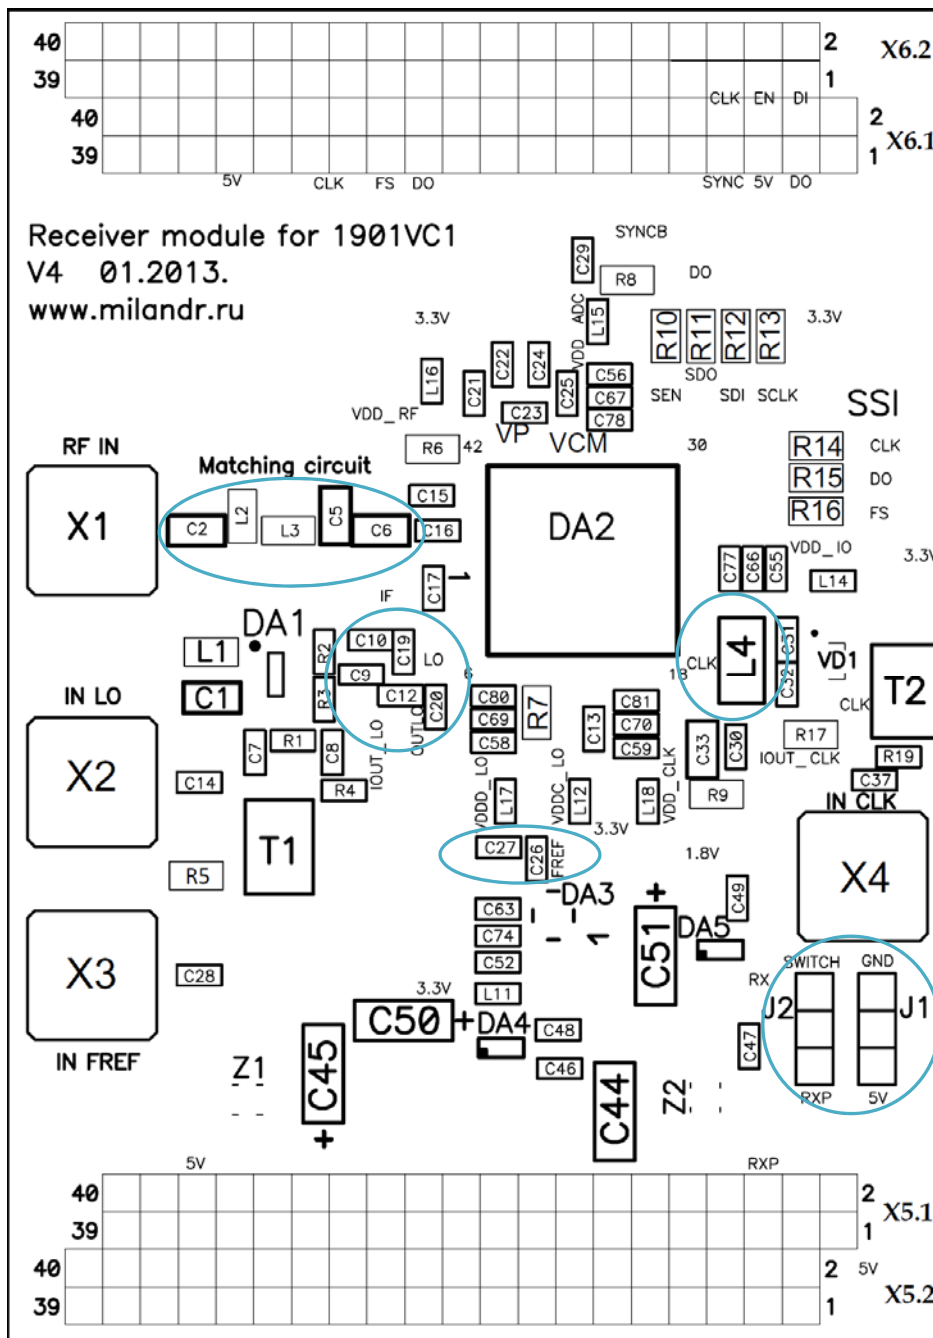 40 2 X6.2
39 1
CLK EN DI
40 2
39 1 X6.1
5V CLK FS DO SYNC 5V DO
Receiver module for 1901VC1
V4 01.2013.
www.milandr.ru
SYNCB
C29 R8 DO
ADC L15 VDD
3.3V R10 R11 R12 R13 3.3V
SDO
SEN SDI SCLK
L16 C21 C22 C24 C25 C56
C67
C23 C78
VDD_RF VP VCM
SSI
R6 42 30
R14 CLK
R15 DO
R16 FS
RF IN
Matching circuit
X1 C2 L2 L3 C5 C6 C15
C16
DA2
VDD_IO
C77 C66 C55 L14 3.3V
IF C17 1
DA1
L1 R2 C10 C19 LO
C9
C1 R3 C12 C20 6 18
IOUT_LO OUTLO
CLK L4 C31 VD1
C32 CLK T2
IN LO
X2 C7 R1 C8
C14 R4
C80 R7 C81
C69 C13 C70
C58 C59
C33 C30 R17
IOUT_CLK R19
C37
VDDD_LO L17 VDDC_LO L12 L18 VDD_CLK R9
3.3V
IN CLK
T1 R5
C27 C26 FREF
1.8V X4
DA3 1
C63 + C51 DA5 C49
C74
C52
L11
X3 C28
IN FREF
3.3V
C50 + DA4 C48
C46
RX SWITCH GND
J2 J1
C47
RXP 5V
Z1 C45 + C44 Z2
5V RXP
40 2 X5.1
39 1
40 2 5V
39 1 X5.2